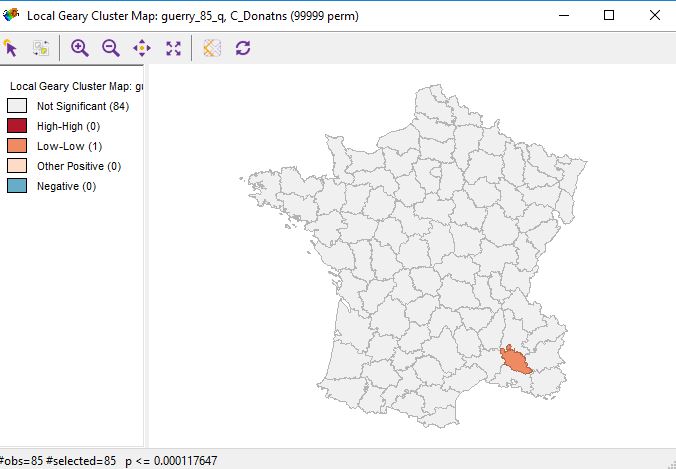 Local Geary Cluster Map: guerry_85_q, C_Donatns (99999 perm)
Local Geary Cluster Map: gu
Not Significant (84)
High-High (0)
Low-Low (1)
Other Positive (0)
Negative (0)
#obs=85 #selected=85 p <= 0.000117647